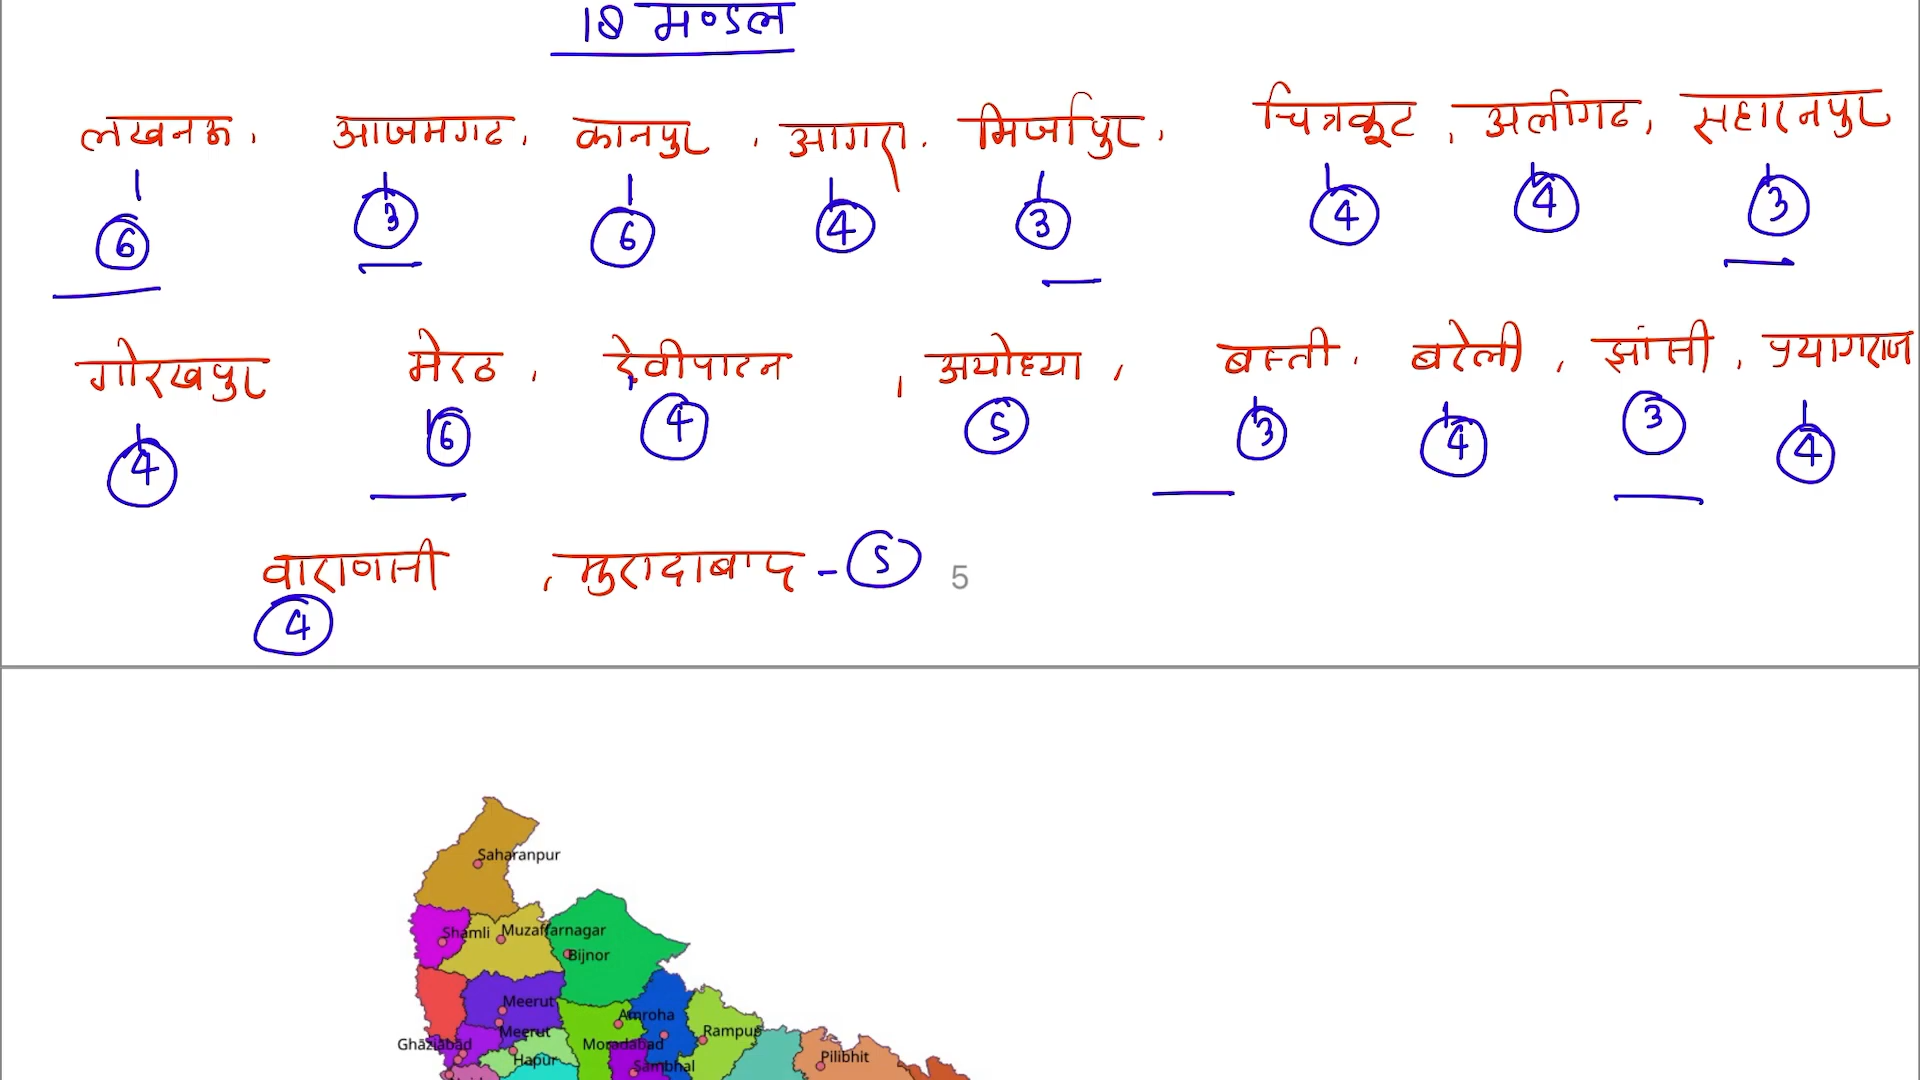 18 मण्डल
लखनऊ, आजमगढ, कानपुर, आगरा, मिर्जापुर, चित्रकूट, अलीगढ, सहारनपुर
6 3 6 4 3 4 4 3
गोरखपुर मेरठ, देवीपाटन, अयोध्या, बस्ती, बरेली, झांसी, प्रयागराज
4 6 4 5 3 4 3 4
वाराणसी, मुरादाबाद - 5 5
4
Saharanpur
Shamli Muzaffarnagar
Bijnor
Meerut
Amroha
Meerut Rampur
Ghāziābād Moradabad
Hapur Pilibhit
Sambhal